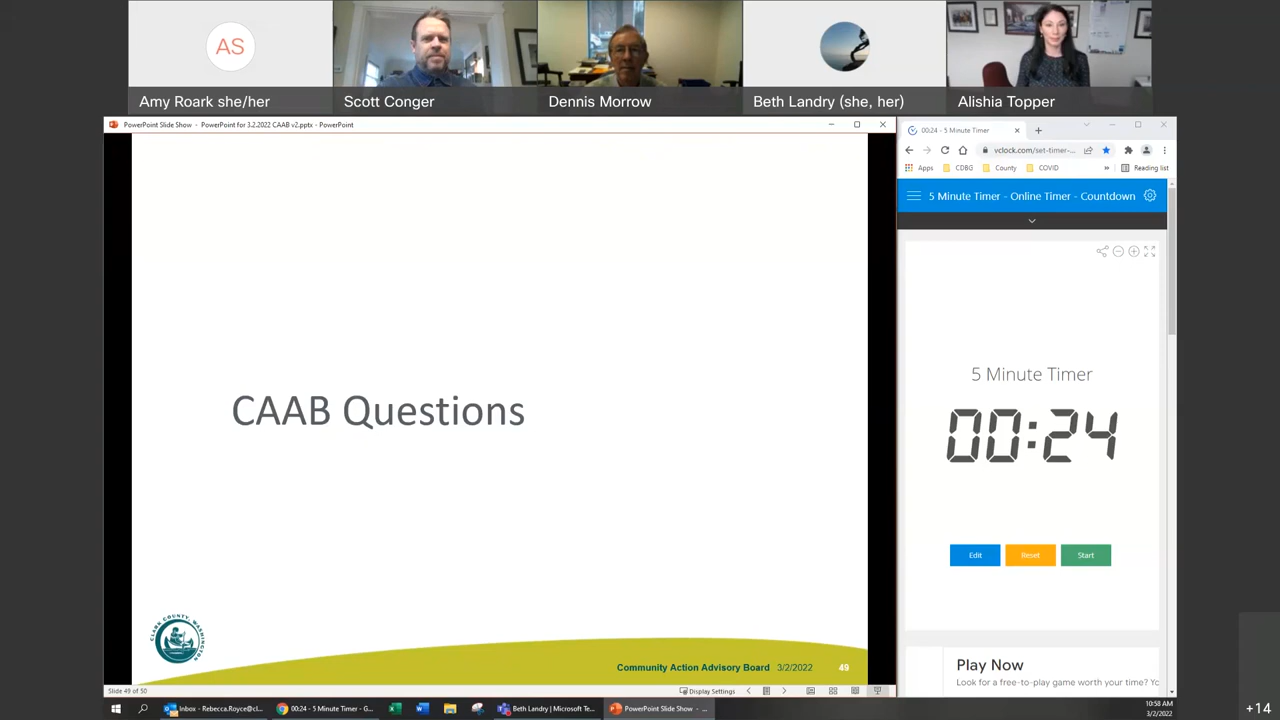 AS
Amy Roark she/her
Scott Conger
Dennis Morrow
Beth Landry (she, her)
Alishia Topper
PowerPoint Slide Show - PowerPoint for 3.2.2022 CAAB v2.pptx - PowerPoint
CAAB Questions
CLARK COUNTY, WASHINGTON
Community Action Advisory Board 3/2/2022 49
Slide 49 of 50
Display Settings
00:24 - 5 Minute Timer
vclock.com/set-timer-...
Apps CDBG County COVID » Reading list
5 Minute Timer - Online Timer - Countdown
5 Minute Timer
00:24
Edit Reset Start
Play Now
Look for a free-to-play game worth your time?
Inbox - Rebecca.Royce@cl... 00:24 - 5 Minute Timer - G... Beth Landry | Microsoft Te... PowerPoint Slide Show - ...
10:58 AM
3/2/2022
+14